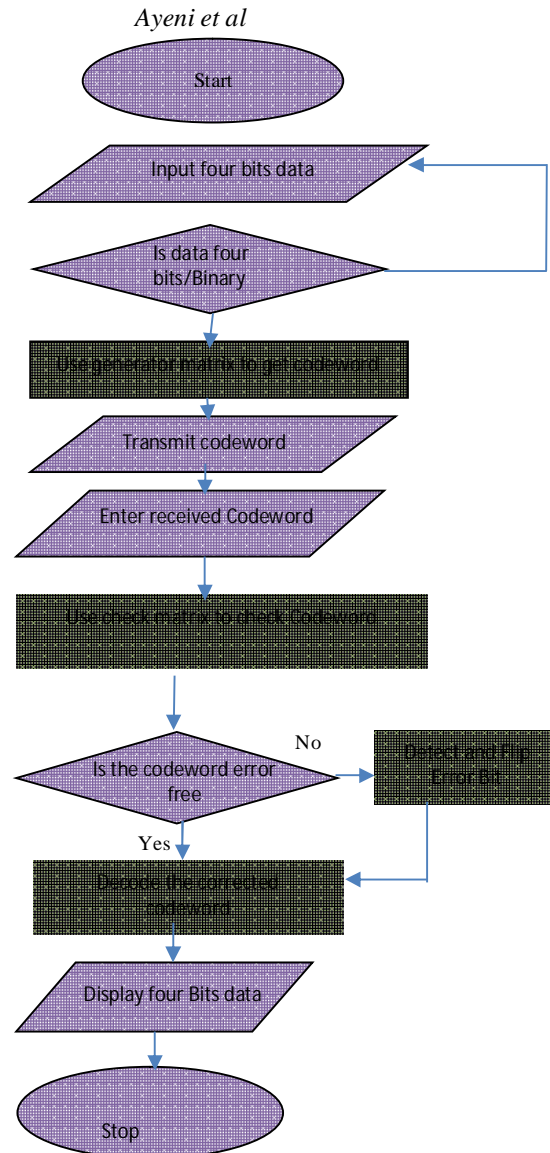 Ayeni et al
Start
Input four bits data
Is data four
bits/Binary
Use generator matrix to get codeword
Transmit codeword
Enter received Codeword
Use check matrix to check Codeword
Is the codeword error
free
No
Detect and Flip
Error Bit
Yes
Decode the corrected
codeword
Display four Bits data
Stop